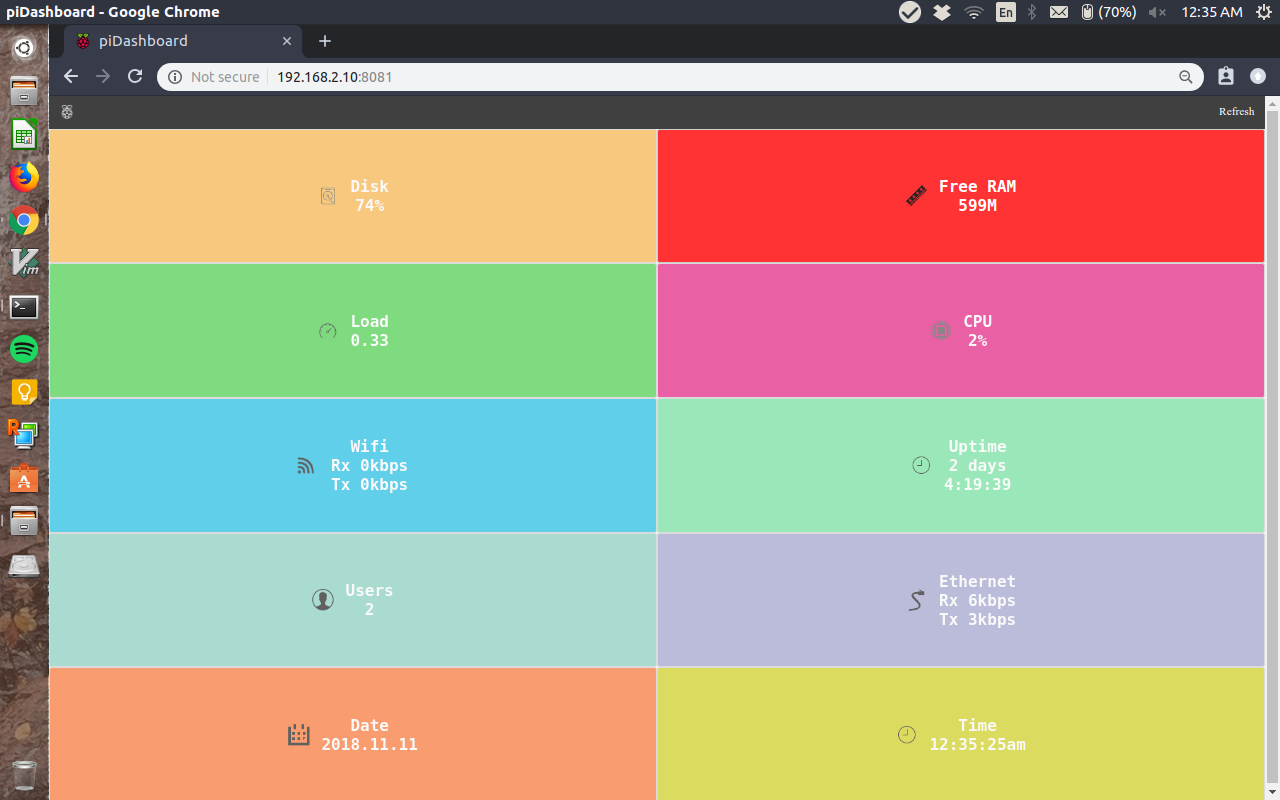 piDashboard - Google Chrome
En
(70%)
12:35 AM
piDashboard
Not secure
192.168.2.10:8081
Refresh
Disk
74%
Free RAM
599M
Load
0.33
CPU
2%
Wifi
Rx 0kbps
Tx 0kbps
Uptime
2 days
4:19:39
Users
2
Ethernet
Rx 6kbps
Tx 3kbps
Date
2018.11.11
Time
12:35:25am
Vim
R
A